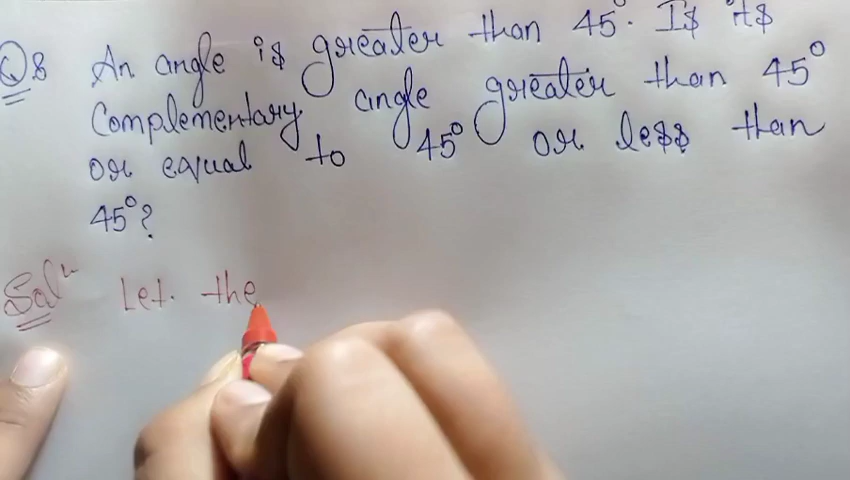 Q8 An angle is greater than 45°. Is its
Complementary angle greater than 45°
or equal to 45° or less than
45°?
Solⁿ Let. the